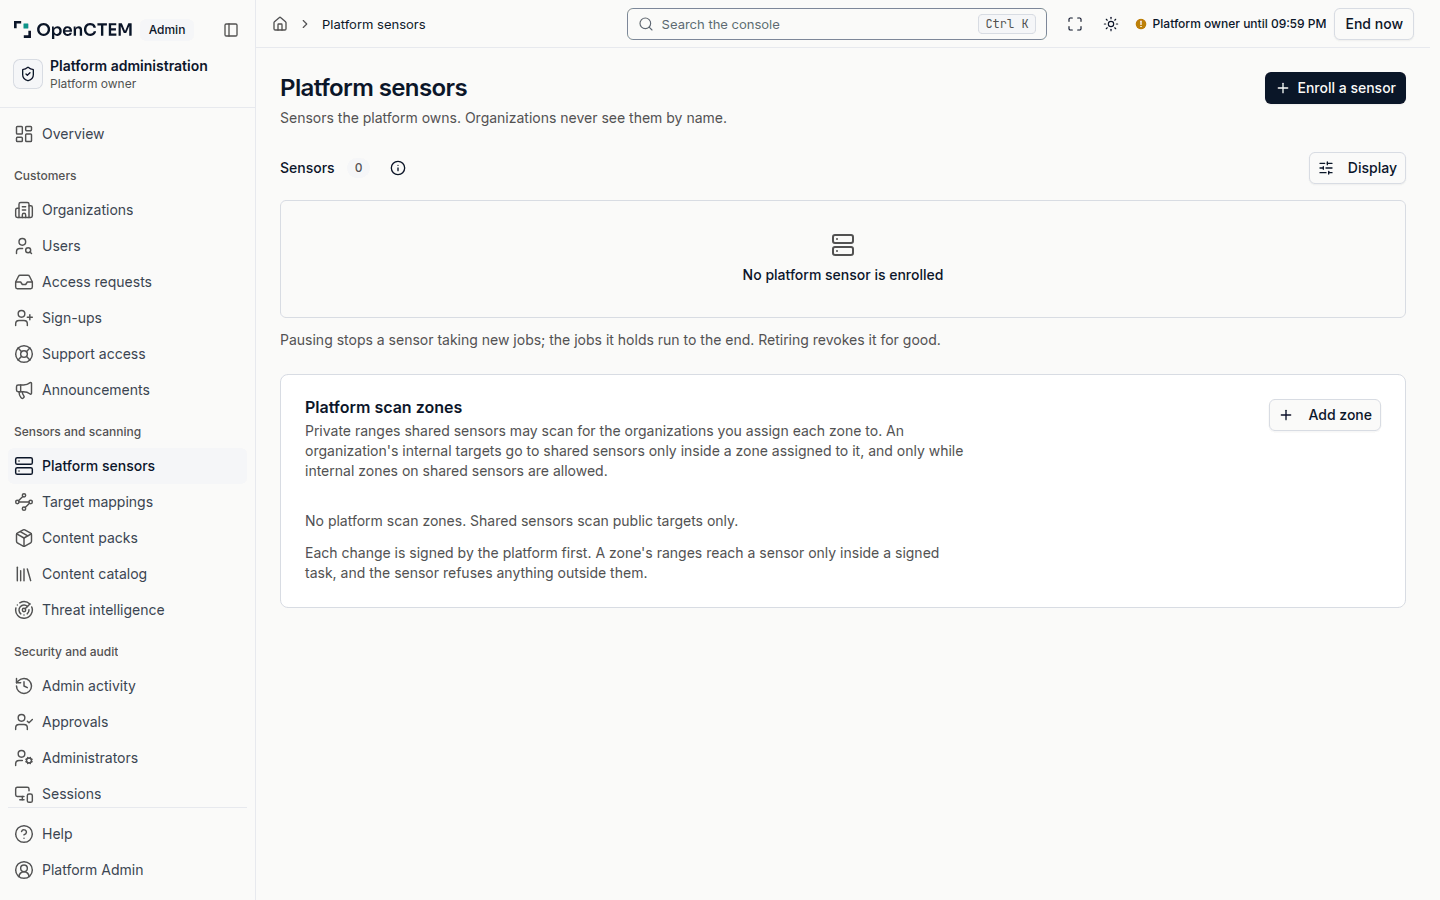 OpenCTEM
Admin
Platform administration
Platform owner
Overview
Customers
Organizations
Users
Access requests
Sign-ups
Support access
Announcements
Sensors and scanning
Platform sensors
Target mappings
Content packs
Content catalog
Threat intelligence
Security and audit
Admin activity
Approvals
Administrators
Sessions
Help
Platform Admin
Platform sensors
Search the console
Ctrl K
Platform owner until 09:59 PM
End now
Platform sensors
Enroll a sensor
Sensors the platform owns. Organizations never see them by name.
Sensors 0
Display
No platform sensor is enrolled
Pausing stops a sensor taking new jobs; the jobs it holds run to the end. Retiring revokes it for good.
Platform scan zones
Add zone
Private ranges shared sensors may scan for the organizations you assign each zone to. An
organization's internal targets go to shared sensors only inside a zone assigned to it, and only while
internal zones on shared sensors are allowed.
No platform scan zones. Shared sensors scan public targets only.
Each change is signed by the platform first. A zone's ranges reach a sensor only inside a signed
task, and the sensor refuses anything outside them.